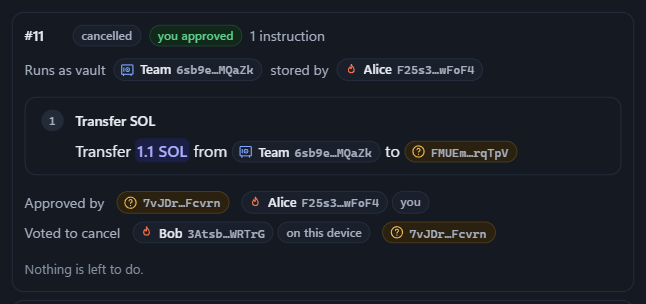 #11 cancelled you approved 1 instruction
Runs as vault Team 6sb9e…MQaZk stored by Alice F25s3…wFoF4
1 Transfer SOL
Transfer 1.1 SOL from Team 6sb9e…MQaZk to FMUEm…rqTpV
Approved by 7vJDr…Fcvrn Alice F25s3…wFoF4 you
Voted to cancel Bob 3Atsb…WRTrG on this device 7vJDr…Fcvrn
Nothing is left to do.